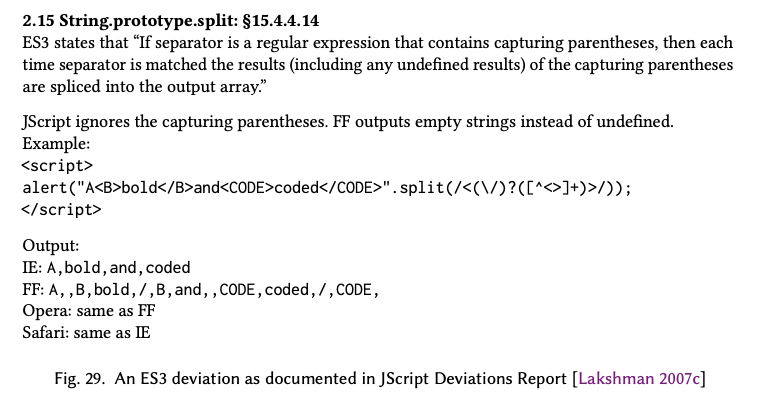 2.15 String.prototype.split: §15.4.4.14
ES3 states that “If separator is a regular expression that contains capturing parentheses, then each
time separator is matched the results (including any undefined results) of the capturing parentheses
are spliced into the output array.”
JScript ignores the capturing parentheses. FF outputs empty strings instead of undefined.
Example:
<script>
alert("A<B>bold</B>and<CODE>coded</CODE>".split(/<(\/)?([^<>]+)>/));
</script>
Output:
IE: A,bold,and,coded
FF: A,,B,bold,/,B,and,,CODE,coded,/,CODE,
Opera: same as FF
Safari: same as IE
Fig. 29. An ES3 deviation as documented in JScript Deviations Report [Lakshman 2007c]